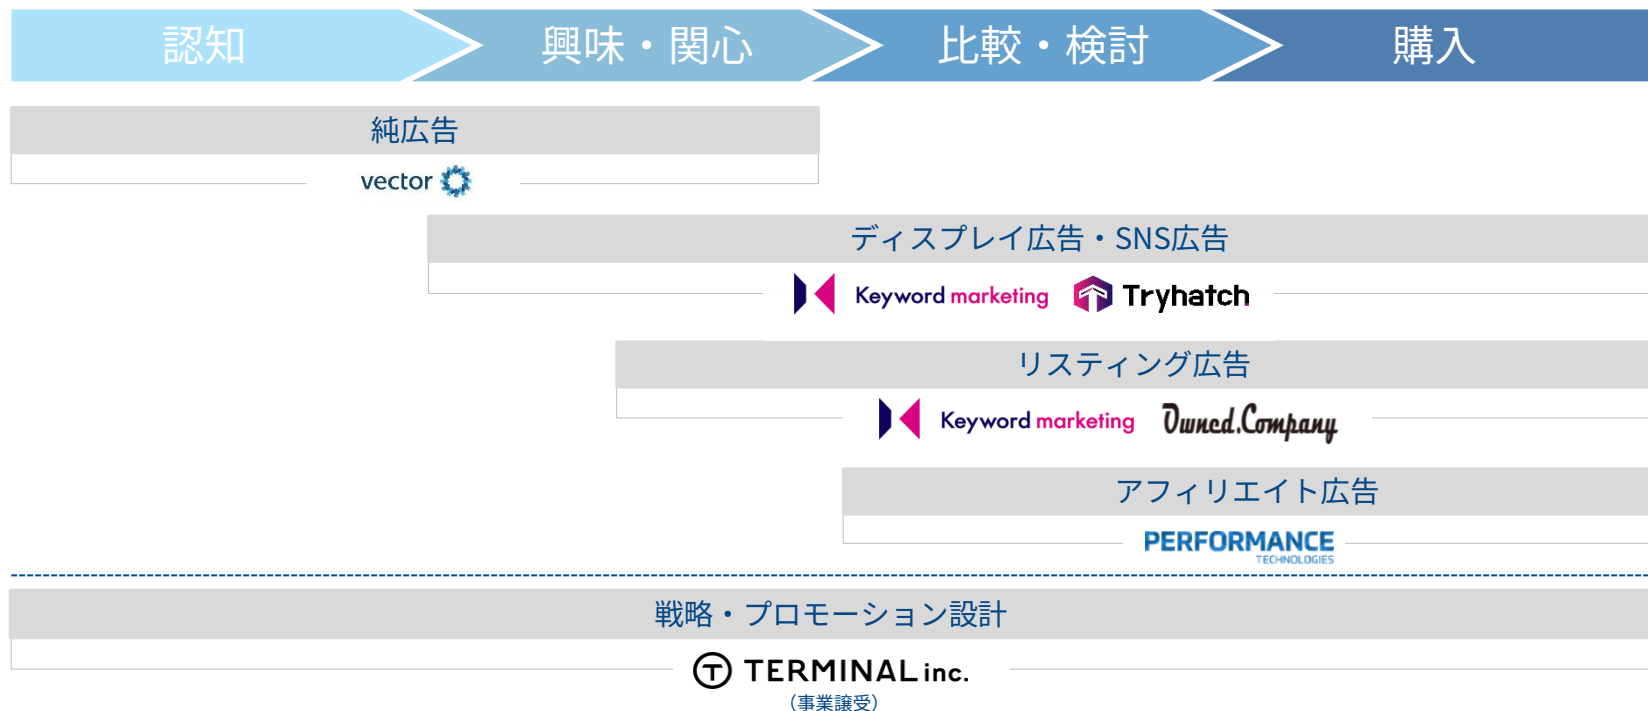 認知
興味・関心
比較・検討
購入
純広告
vector
ディスプレイ広告・SNS広告
Keyword marketing
Tryhatch
リスティング広告
Keyword marketing
Owned.Company
アフィリエイト広告
PERFORMANCE
TECHNOLOGIES
戦略・プロモーション設計
TERMINAL inc.
（事業譲受）